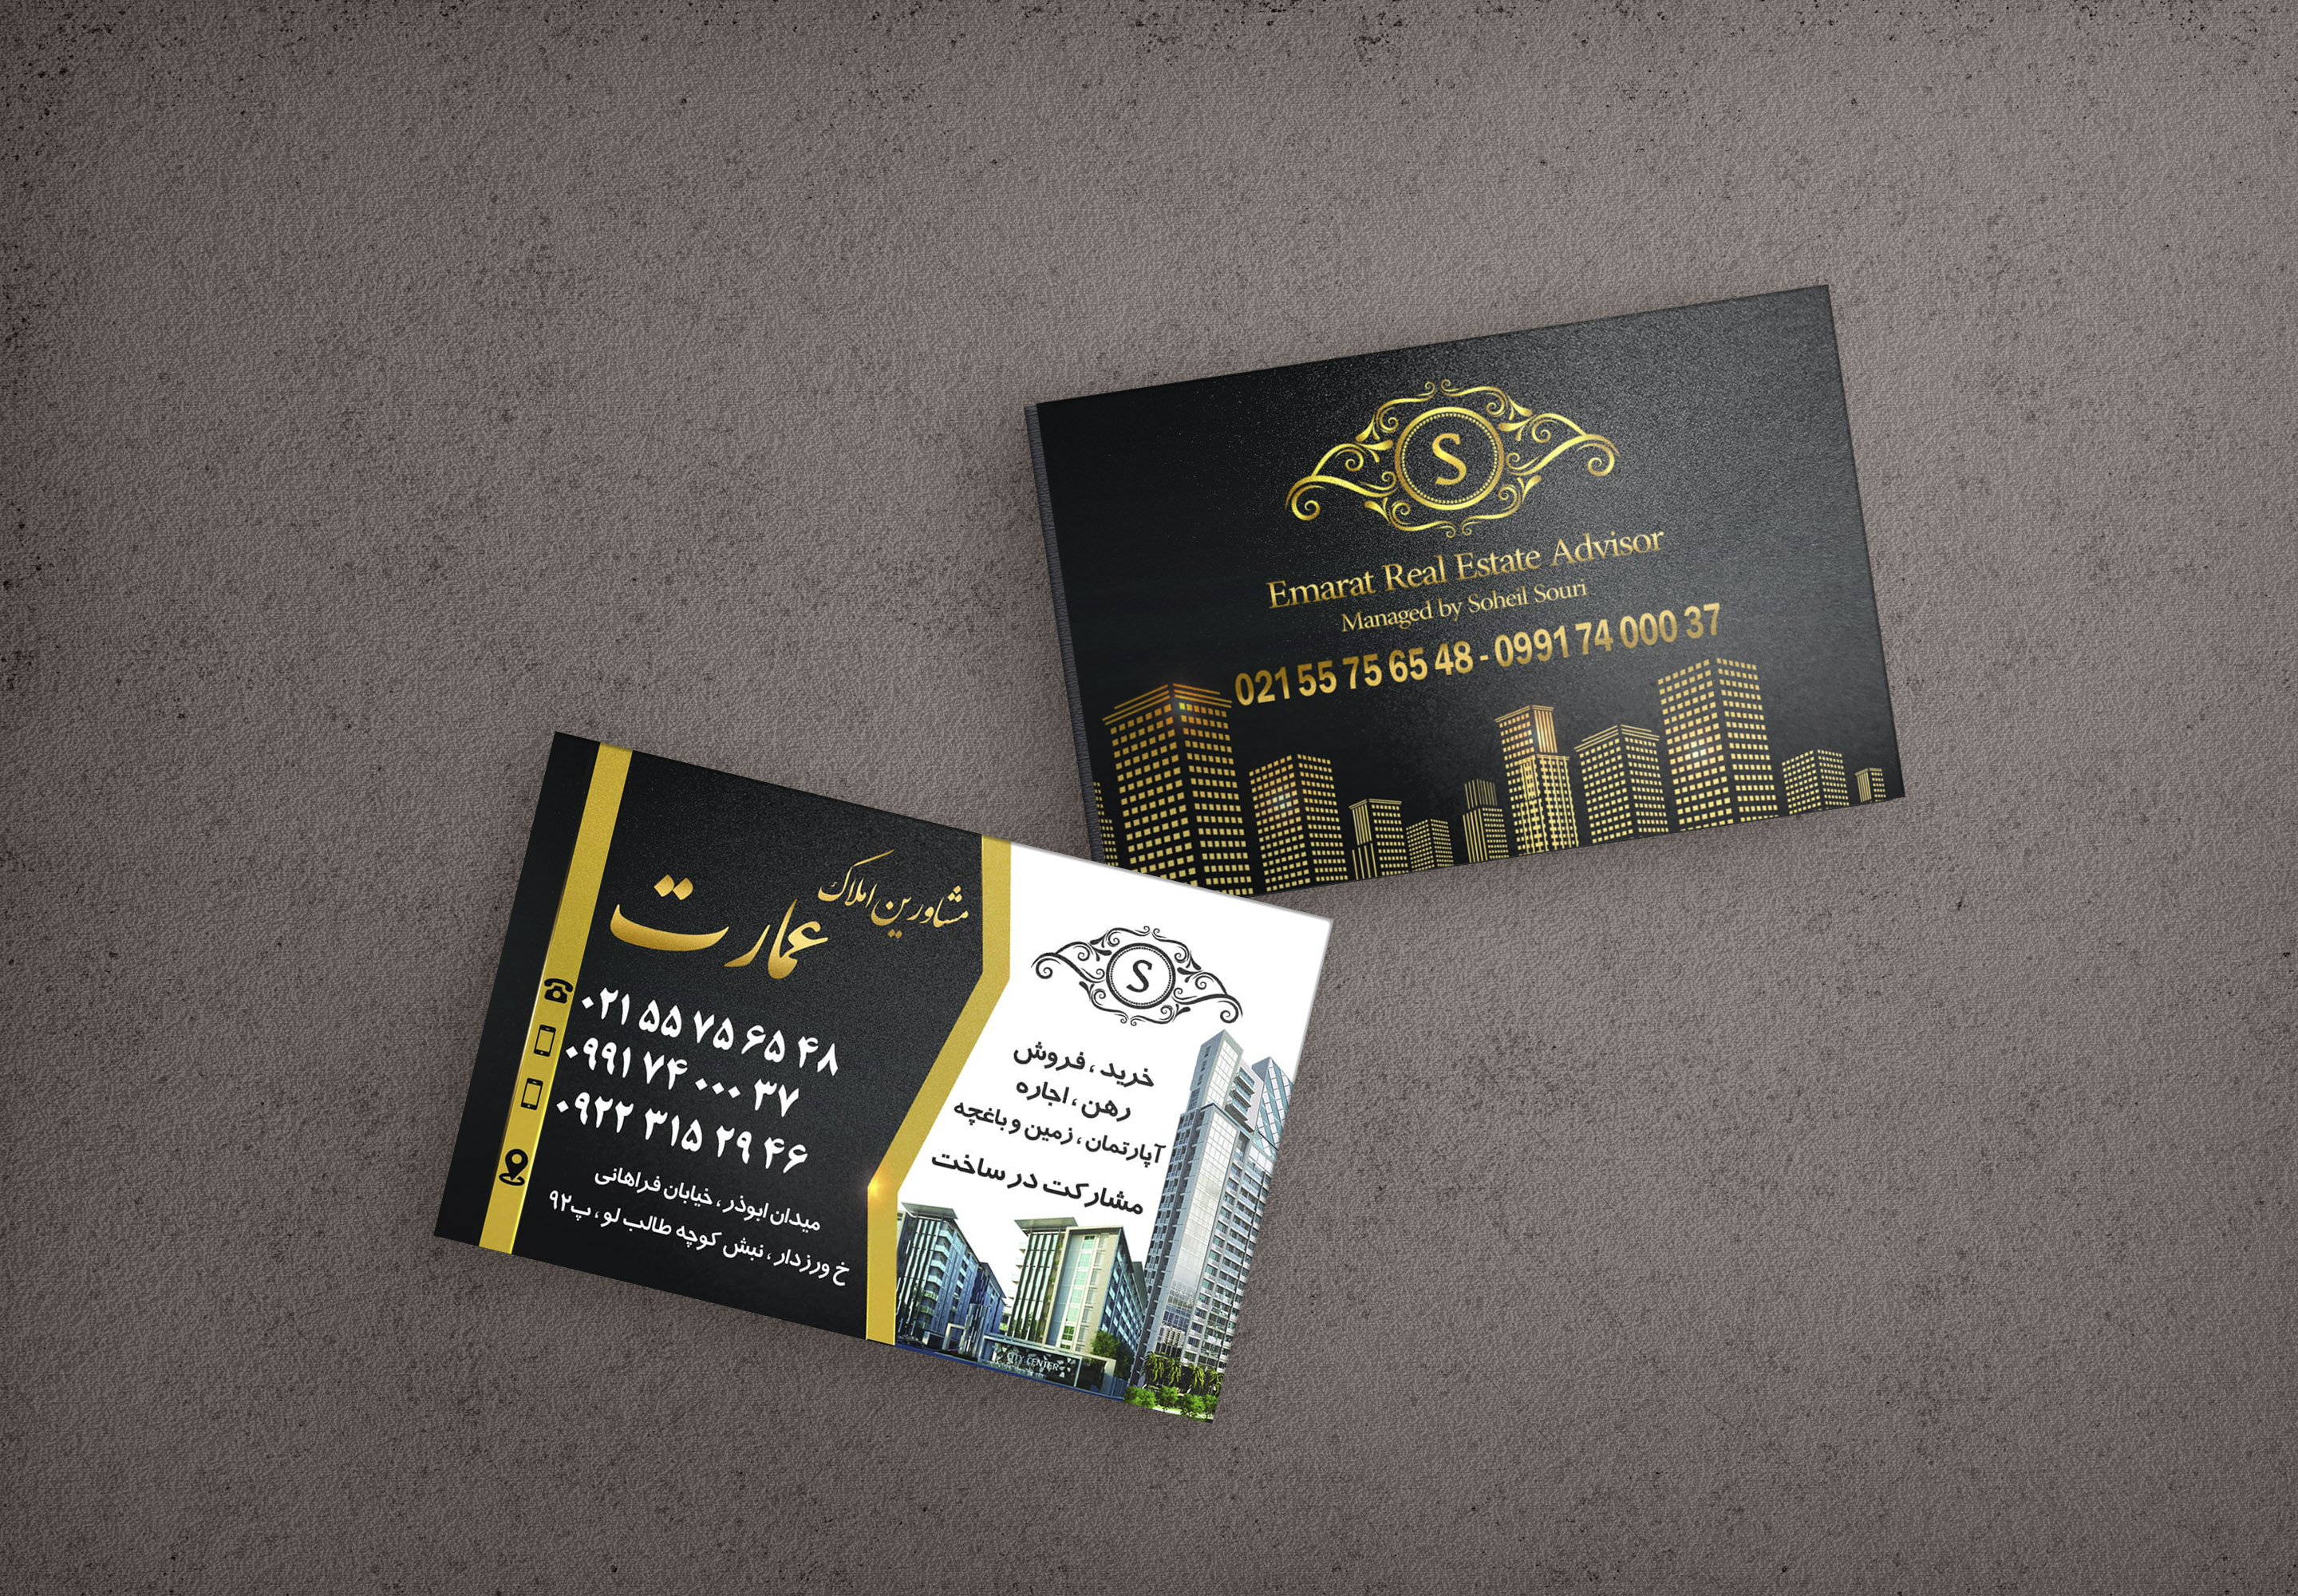 S
Emarat Real Estate Advisor
Managed by Soheil Souri
021 55 75 65 48 - 0991 74 000 37
مشاورین املاک
عمارت
۰۲۱ ۵۵ ۷۵ ۶۵ ۴۸
۰۹۹۱ ۷۴ ۰۰۰ ۳۷
۰۹۲۲ ۳۱۵ ۲۹ ۴۶
میدان ابوذر ، خیابان فراهانی
خ ورزدار ، نبش کوچه طالب لو ، پ۹۲
S
خرید ، فروش
رهن ، اجاره
آپارتمان ، زمین و باغچه
مشارکت در ساخت
CITY CENTER